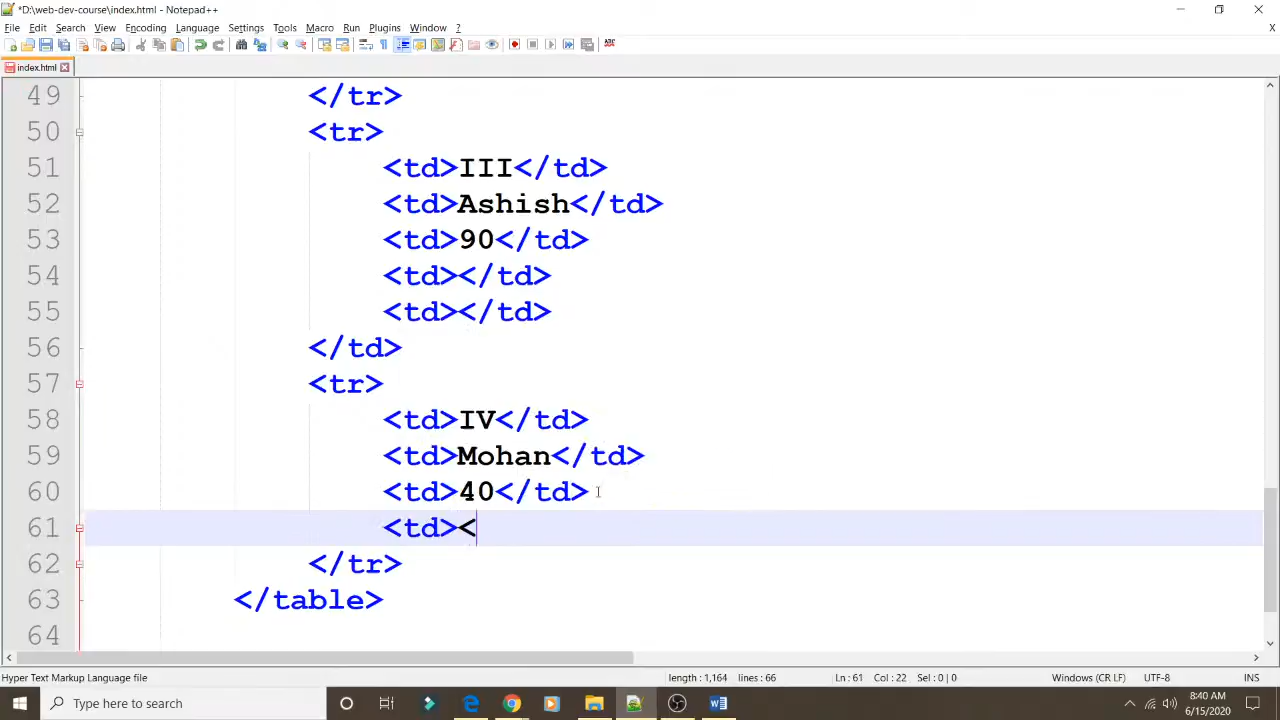 *D:\web-dev-course\index.html - Notepad++
File Edit Search View Encoding Language Settings Tools Macro Run Plugins Window ?
X
index.html
49 </tr>
50 <tr>
51 <td>III</td>
52 <td>Ashish</td>
53 <td>90</td>
54 <td></td>
55 <td></td>
56 </td>
57 <tr>
58 <td>IV</td>
59 <td>Mohan</td>
60 <td>40</td>
61 <td><
62 </tr>
63 </table>
64
Hyper Text Markup Language file length : 1,164 lines : 66 Ln : 61 Col : 22 Sel : 0 | 0 Windows (CR LF) UTF-8 INS
Type here to search
8:40 AM
6/15/2020